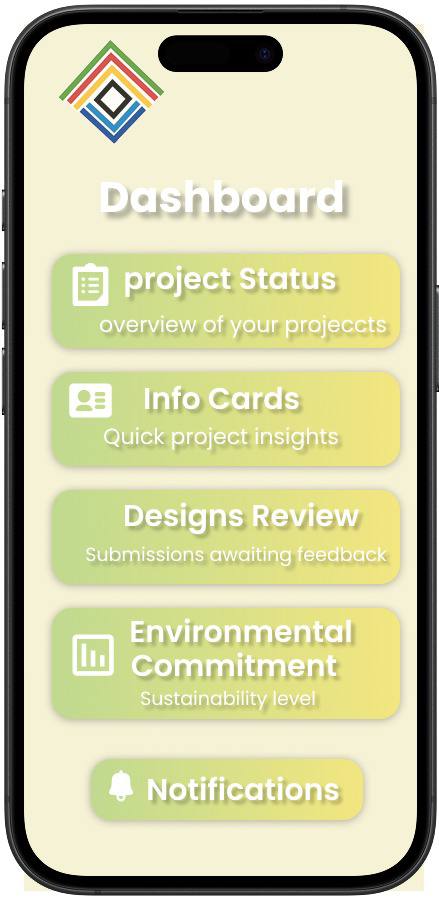 Dashboard
project Status
overview of your projeccts
Info Cards
Quick project insights
Designs Review
Submissions awaiting feedback
Environmental
Commitment
Sustainability level
Notifications